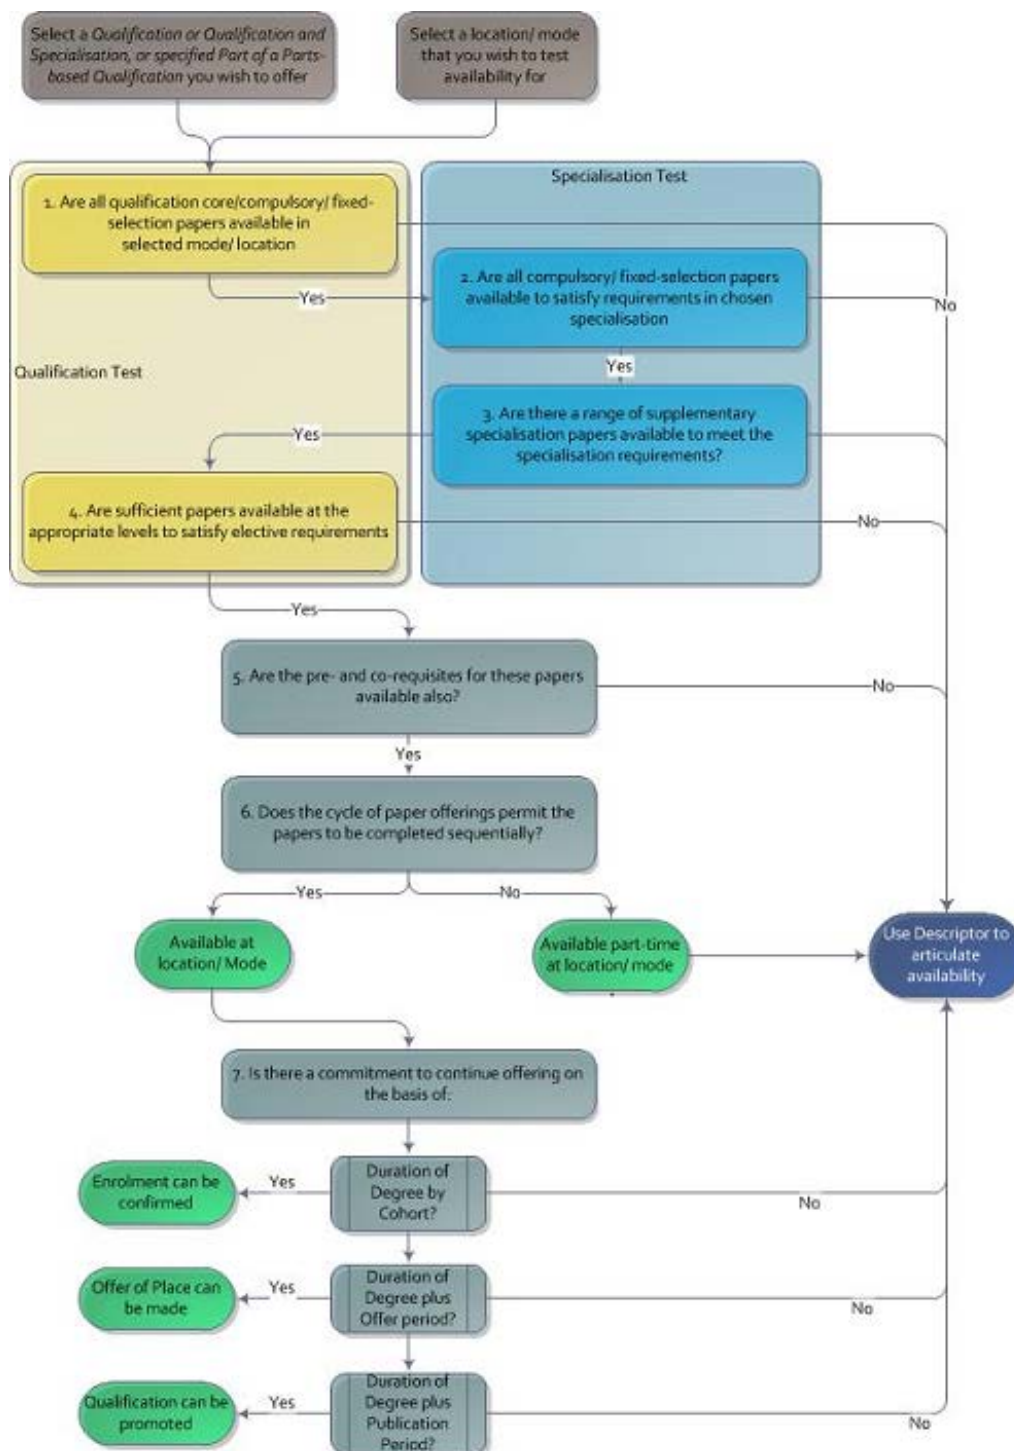 Select a Qualification or Qualification and
Specialisation, or specified Part of a Parts-
based Qualification you wish to offer
Select a location/ mode
that you wish to test
availability for
Specialisation Test
1. Are all qualification core/compulsory/ fixed-
selection papers available in
selected mode/ location
2. Are all compulsory/ fixed-selection papers
available to satisfy requirements in chosen
specialisation
Yes
No
Yes
Qualification Test
3. Are there a range of supplementary
specialisation papers available to meet the
specialisation requirements?
Yes
4. Are sufficient papers available at the
appropriate levels to satisfy elective requirements
No
Yes
5. Are the pre- and co-requisites for these papers
available also?
No
Yes
6. Does the cycle of paper offerings permit the
papers to be completed sequentially?
Yes
No
Available at
location/ Mode
Available part-time
at location/ mode
Use Descriptor to
articulate
availability
7. Is there a commitment to continue offering on
the basis of:
Enrolment can be
confirmed
Yes
Duration of
Degree by
Cohort?
No
Offer of Place can
be made
Yes
Duration of
Degree plus
Offer period?
No
Qualification can be
promoted
Yes
Duration of
Degree plus
Publication
Period?
No